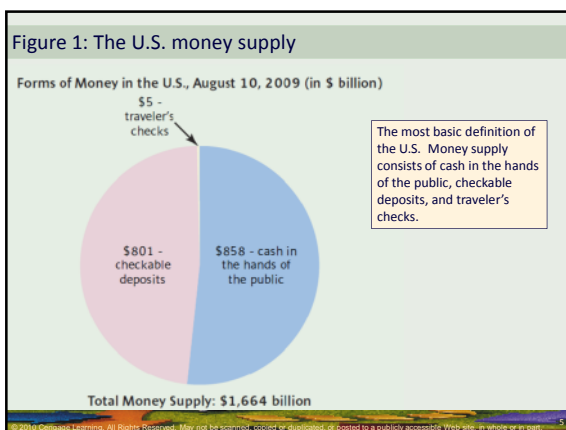 Figure 1: The U.S. money supply
Forms of Money in the U.S., August 10, 2009 (in $ billion)
$5 -
traveler's
checks
The most basic definition of
the U.S. Money supply
consists of cash in the hands
of the public, checkable
deposits, and traveler's
checks.
$801 -
checkable
deposits
$858 - cash in
the hands of
the public
Total Money Supply: $1,664 billion
© 2010 Cengage Learning. All Rights Reserved. May not be scanned, copied or duplicated, or posted to a publicly accessible Web site, in whole or in part.
5